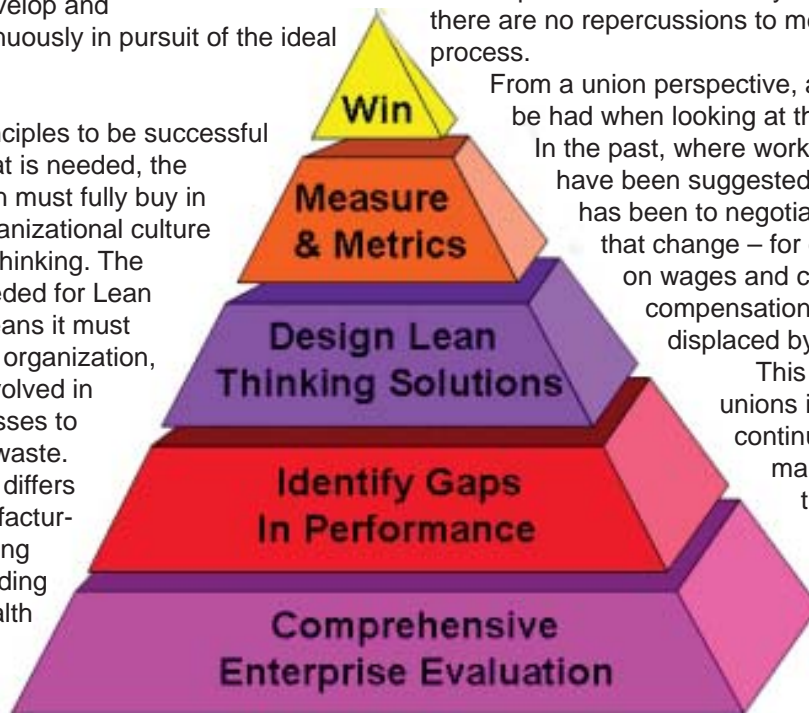 velop and
nuously in pursuit of the ideal
nciples to be successful
at is needed, the
n must fully buy in
anizational culture
hinking. The
eded for Lean
eans it must
organization,
volved in
sses to
waste.
differs
factur-
ng
ding
alth
Win
Measure
& Metrics
Design Lean
Thinking Solutions
Identify Gaps
In Performance
Comprehensive
Enterprise Evaluation
there are no repercussions to me
process.
From a union perspective, a
be had when looking at th
In the past, where work
have been suggested
has been to negotia
that change – for
on wages and c
compensation
displaced by
This
unions i
continu
ma
t